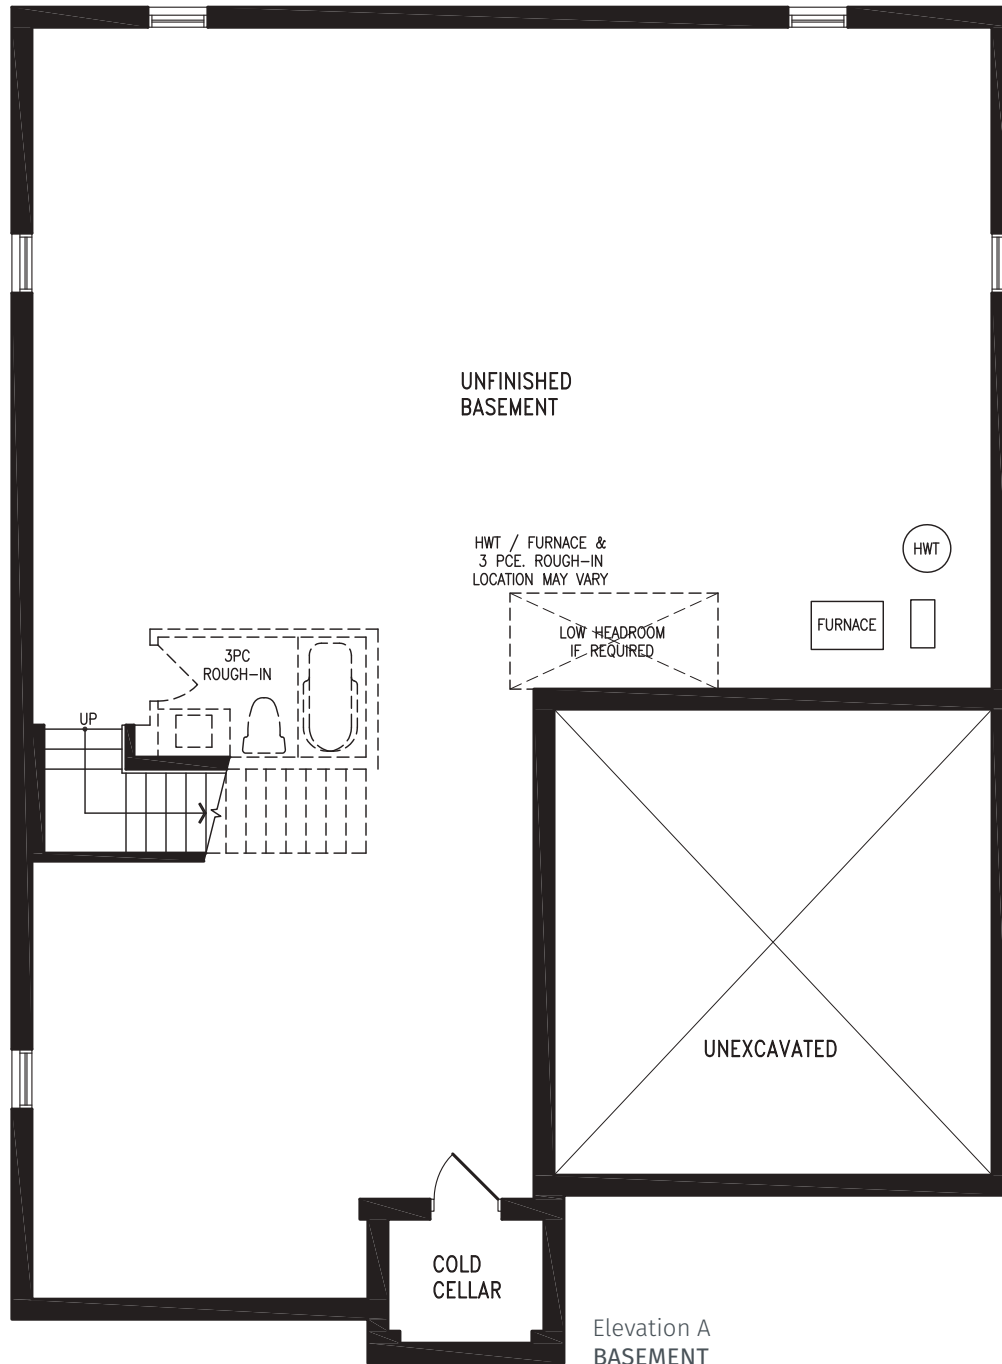 UNFINISHED
BASEMENT
HWT / FURNACE &
3 PCE. ROUGH-IN
LOCATION MAY VARY
HWT
FURNACE
LOW HEADROOM
IF REQUIRED
3PC
ROUGH-IN
UP
UNEXCAVATED
COLD
CELLAR
Elevation A
BASEMENT